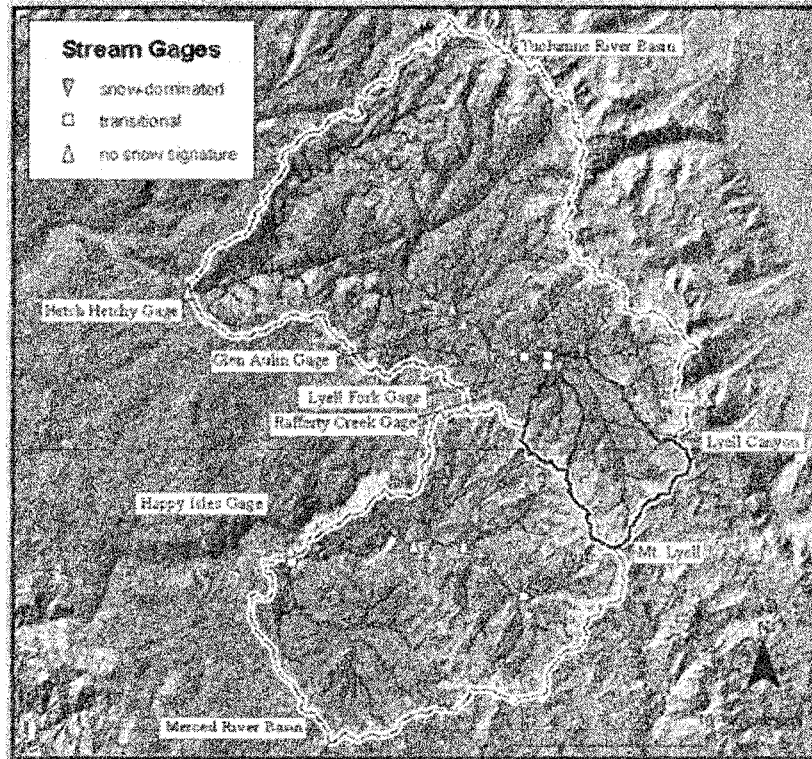 Stream Gages
snow-dominated
transitional
no snow signature
Tuolumne River Basin
Hetch Hetchy Gage
Glen Aulin Gage
Lyell Fork Gage
Rafferty Creek Gage
Lyell Canyon
Happy Isles Gage
Mt. Lyell
Merced River Basin